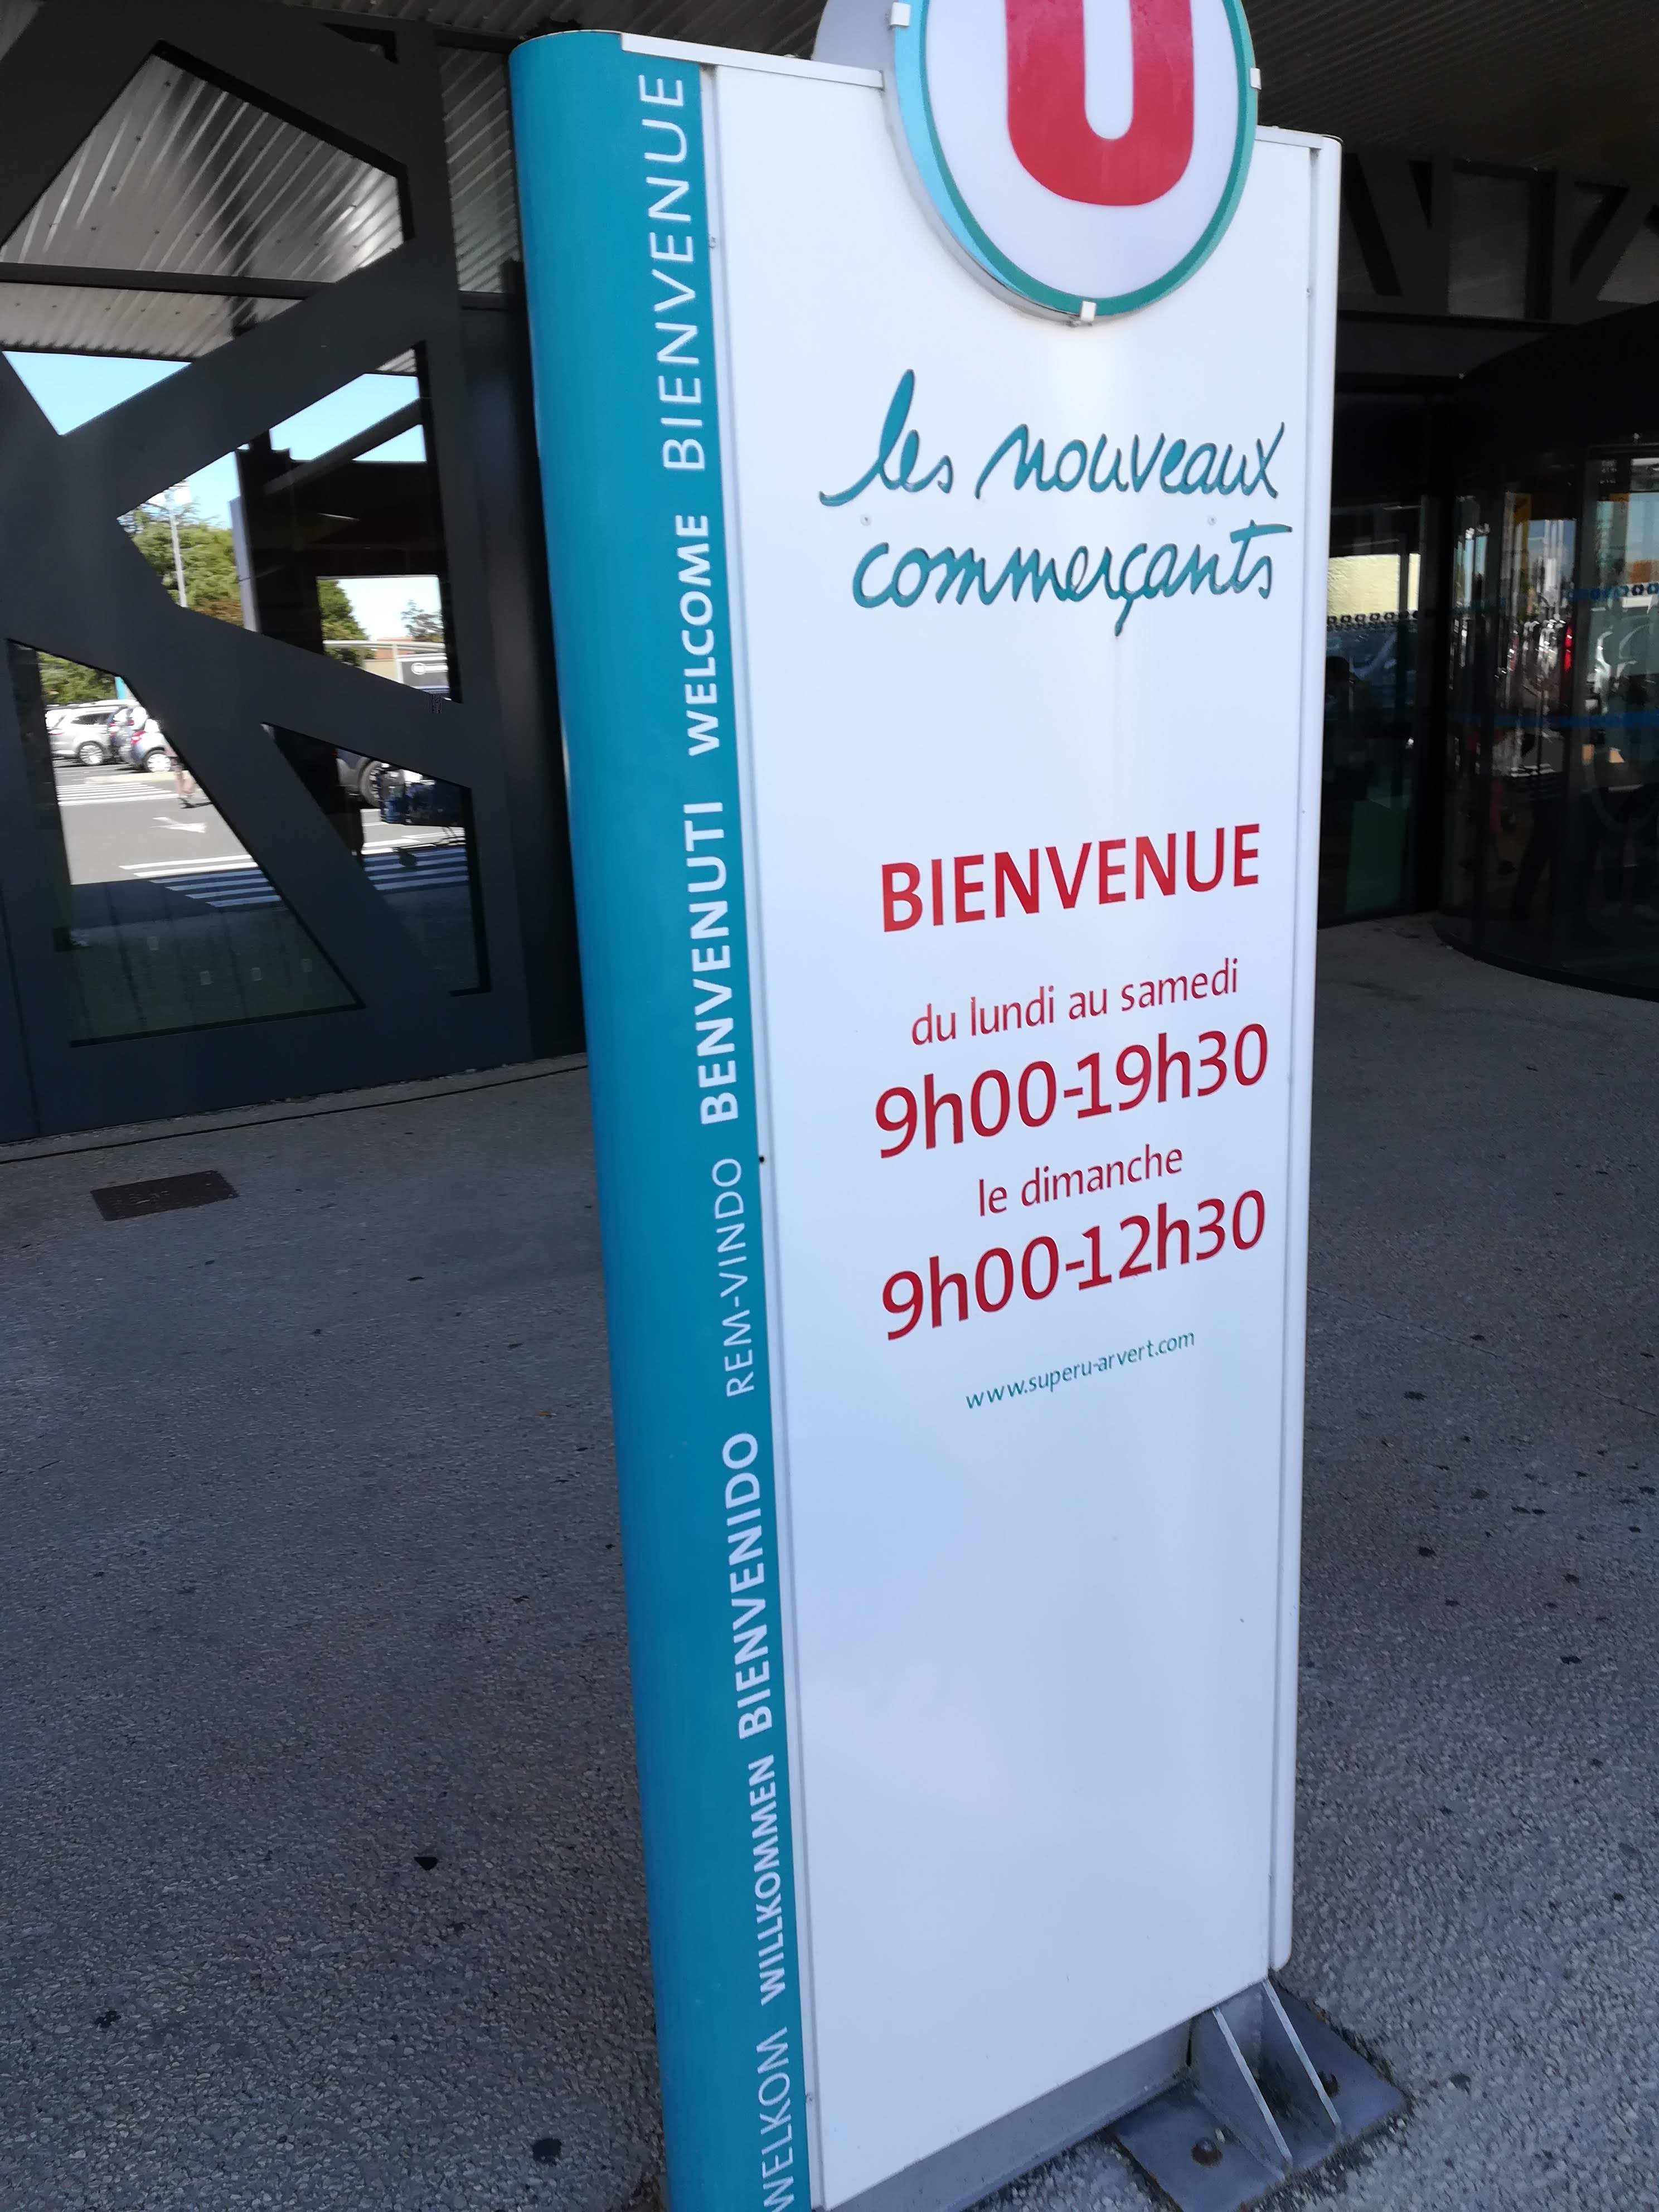 U
les nouveaux
commerçants
BIENVENUE
du lundi au samedi
9h00-19h30
le dimanche
9h00-12h30
www.superu-arvert.com
WELKOM WILLKOMMEN BIENVENIDO REM-VINDO BENVENUTI WELCOME BIENVENUE